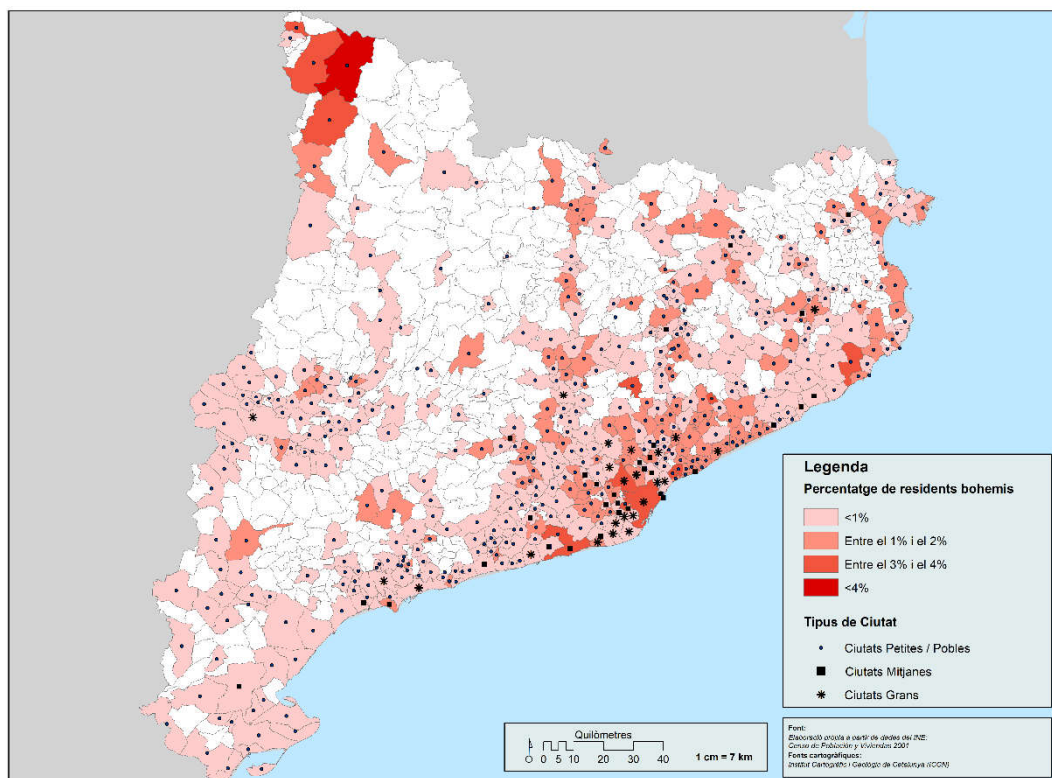 Legenda
Percentatge de residents bohemis
<1%
Entre el 1% i el 2%
Entre el 3% i el 4%
<4%
Tipus de Ciutat
Ciutats Petites / Pobles
Ciutats Mitjanes
Ciutats Grans
Quilòmetres
0 5 10 20 30 40
1 cm = 7 km
Font:
Elaboració pròpia a partir de dades del INE:
Censo de Población y Viviendas 2001
Fonts cartogràfiques:
Institut Cartogràfic i Geològic de Catalunya (ICGN)